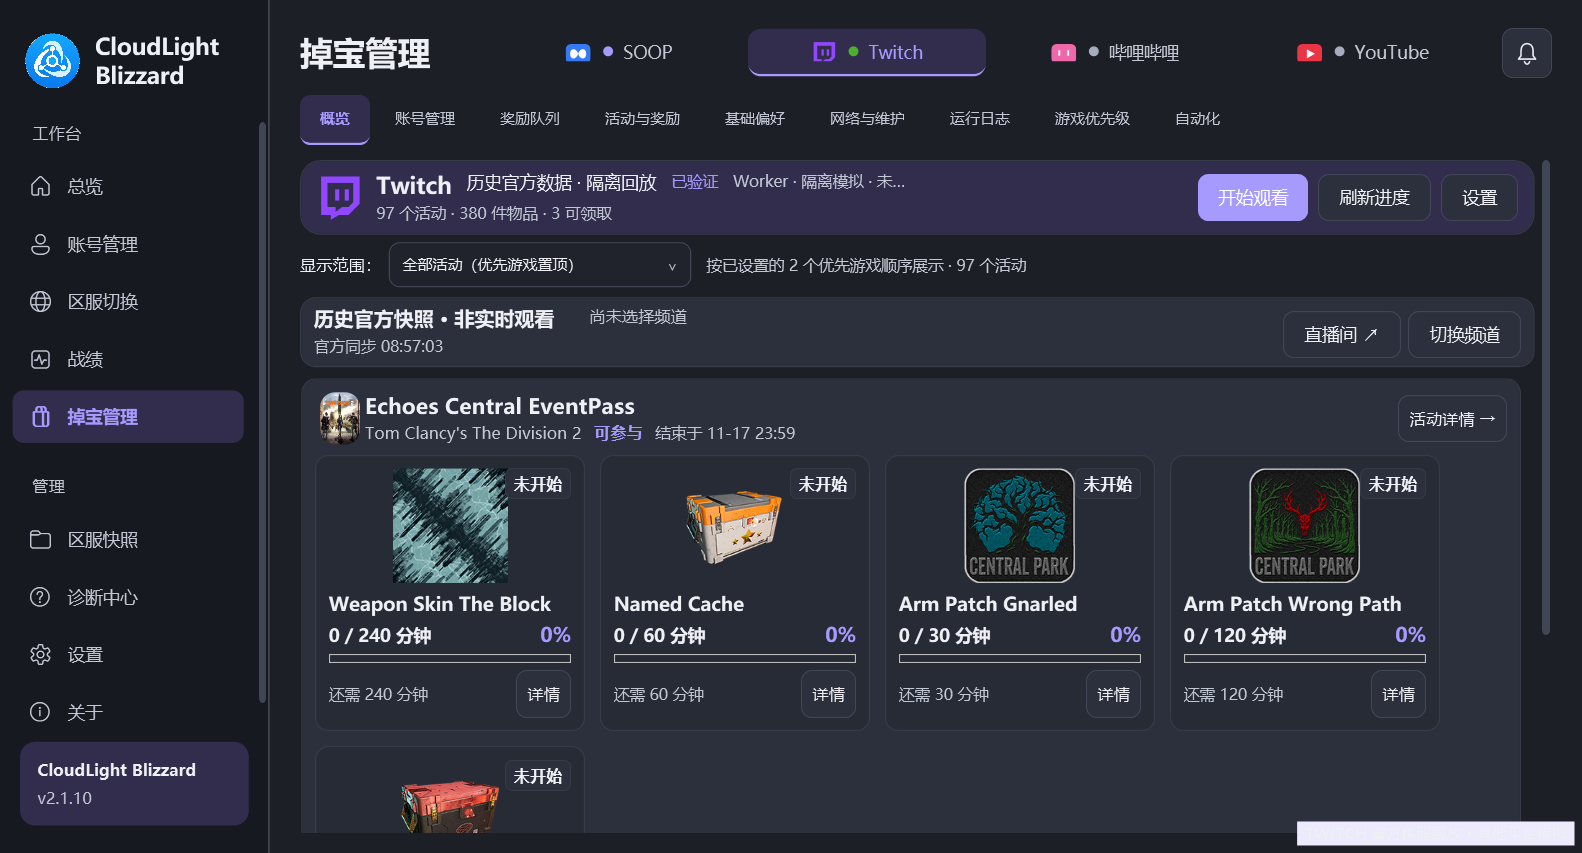 CloudLight
Blizzard
工作台
总览
账号管理
区服切换
战绩
掉宝管理
管理
区服快照
诊断中心
设置
关于
CloudLight Blizzard
v2.1.10
掉宝管理
SOOP
Twitch
哔哩哔哩
YouTube
概览
账号管理
奖励队列
活动与奖励
基础偏好
网络与维护
运行日志
游戏优先级
自动化
Twitch 历史官方数据 · 隔离回放 已验证 Worker · 隔离模拟 · 未...
97 个活动 · 380 件物品 · 3 可领取
开始观看
刷新进度
设置
显示范围：
全部活动（优先游戏置顶）
按已设置的 2 个优先游戏顺序展示 · 97 个活动
历史官方快照 · 非实时观看 尚未选择频道
官方同步 08:57:03
直播间 ↗
切换频道
Echoes Central EventPass
Tom Clancy's The Division 2 可参与 结束于 11-17 23:59
活动详情 →
未开始
Weapon Skin The Block
0 / 240 分钟 0%
还需 240 分钟
详情
未开始
Named Cache
0 / 60 分钟 0%
还需 60 分钟
详情
未开始
CENTRAL PARK
Arm Patch Gnarled
0 / 30 分钟 0%
还需 30 分钟
详情
未开始
CENTRAL PARK
Arm Patch Wrong Path
0 / 120 分钟 0%
还需 120 分钟
详情
未开始